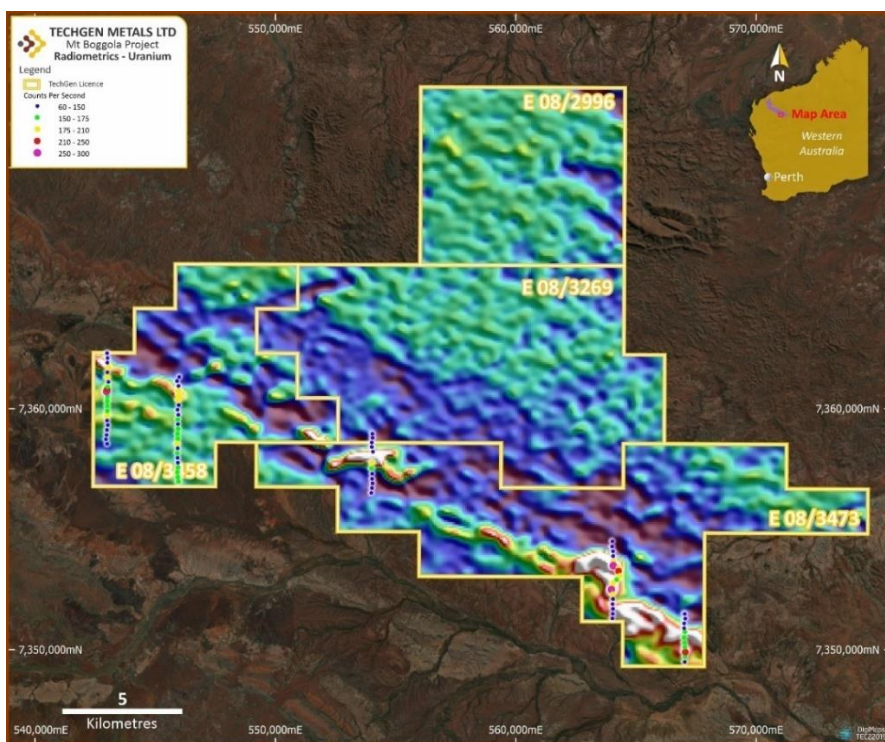 TECHGEN METALS LTD
Mt Boggola Project
Radiometrics - Uranium
Legend
TechGen Licence
Counts Per Second
60 - 150
150 - 175
175 - 210
210 - 250
250 - 300
550,000mE
560,000mE
570,000mE
N
Map Area
Western
Australia
Perth
E 08/2996
E 08/3269
7,360,000mN
7,360,000mN
E 08/3458
E 08/3473
7,350,000mN
7,350,000mN
5
Kilometres
540,000mE
550,000mE
560,000mE
570,000mE
DigMaps